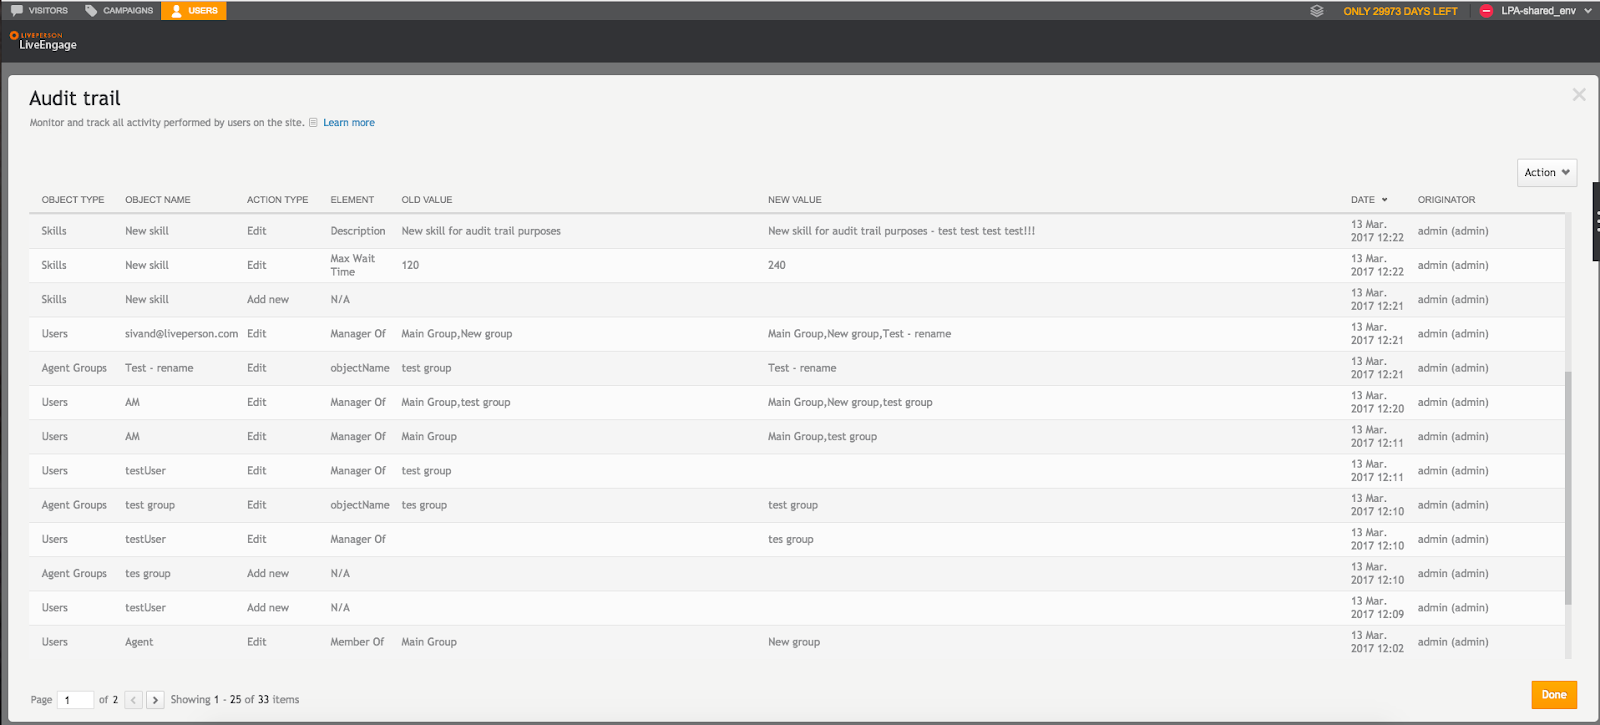 VISITORS CAMPAIGNS USERS ONLY 29973 DAYS LEFT LPA-shared_env
LIVEPERSON
LiveEngage
Audit trail
Monitor and track all activity performed by users on the site. Learn more
Action
OBJECT TYPE OBJECT NAME ACTION TYPE ELEMENT OLD VALUE NEW VALUE DATE ORIGINATOR
Skills New skill Edit Description New skill for audit trail purposes New skill for audit trail purposes - test test test test!!! 13 Mar. 2017 12:22 admin (admin)
Skills New skill Edit Max Wait Time 120 240 13 Mar. 2017 12:22 admin (admin)
Skills New skill Add new N/A 13 Mar. 2017 12:21 admin (admin)
Users sivand@liveperson.com Edit Manager Of Main Group,New group Main Group,New group,Test - rename 13 Mar. 2017 12:21 admin (admin)
Agent Groups Test - rename Edit objectName test group Test - rename 13 Mar. 2017 12:21 admin (admin)
Users AM Edit Manager Of Main Group,test group Main Group,New group,test group 13 Mar. 2017 12:20 admin (admin)
Users AM Edit Manager Of Main Group Main Group,test group 13 Mar. 2017 12:11 admin (admin)
Users testUser Edit Manager Of test group 13 Mar. 2017 12:11 admin (admin)
Agent Groups test group Edit objectName tes group test group 13 Mar. 2017 12:10 admin (admin)
Users testUser Edit Manager Of tes group 13 Mar. 2017 12:10 admin (admin)
Agent Groups tes group Add new N/A 13 Mar. 2017 12:10 admin (admin)
Users testUser Add new N/A 13 Mar. 2017 12:09 admin (admin)
Users Agent Edit Member Of Main Group New group 13 Mar. 2017 12:02 admin (admin)
Page 1 of 2 Showing 1 - 25 of 33 items
Done